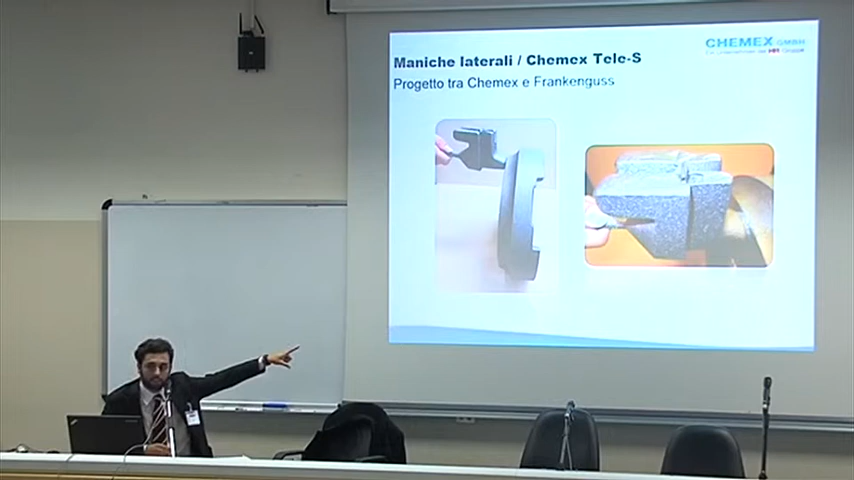 CHEMEX GMBH
Maniche laterali / Chemex Tele-S
Progetto tra Chemex e Frankenguss